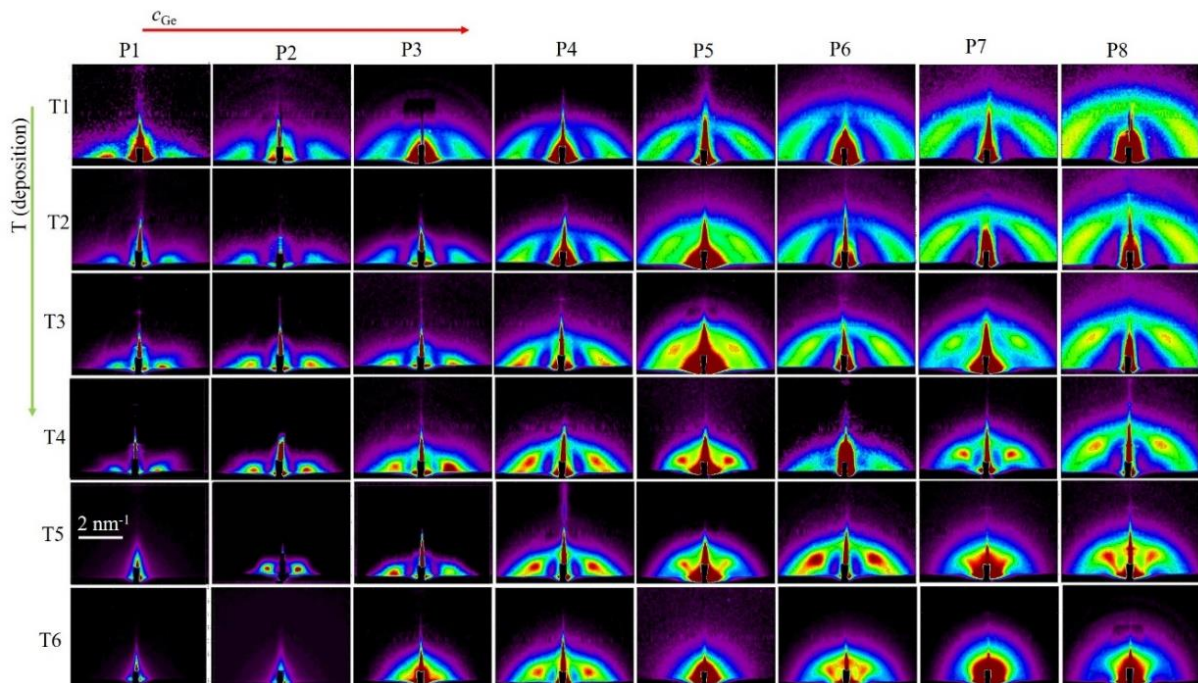 c_Ge
P1 P2 P3 P4 P5 P6 P7 P8
T (deposition)
T1
T2
T3
T4
T5
2 nm⁻¹
T6